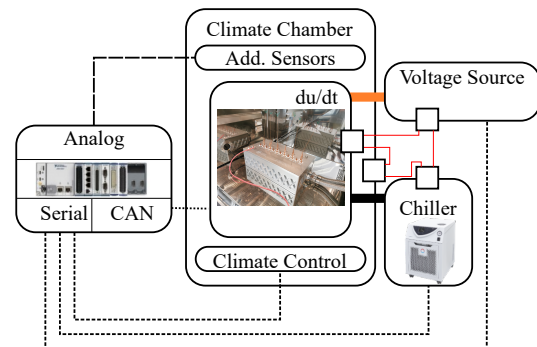 Climate Chamber
Add. Sensors
Voltage Source
du/dt
Analog
Serial
CAN
Chiller
Climate Control